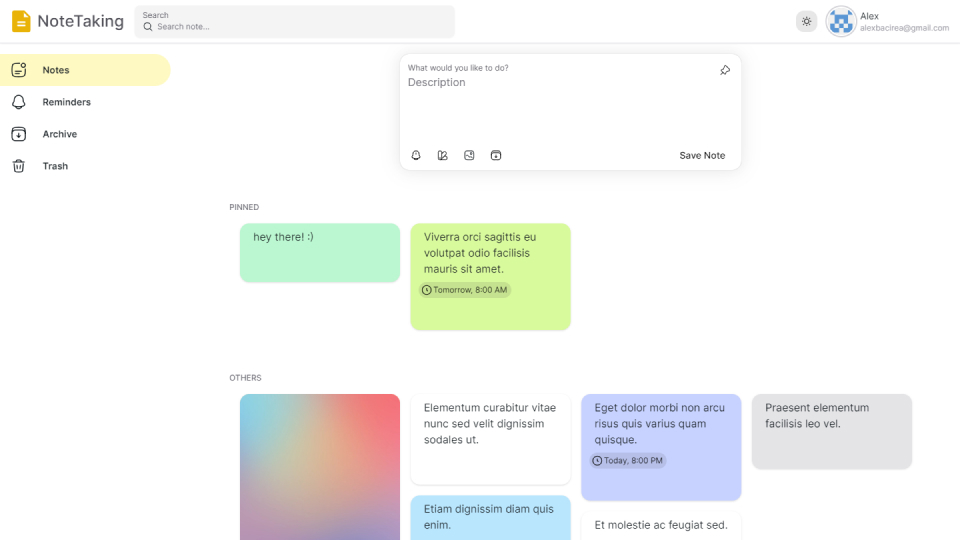 NoteTaking
Search
Search note...
Alex
alexbacirea@gmail.com
Notes
Reminders
Archive
Trash
What would you like to do?
Description
Save Note
PINNED
hey there! :)
Viverra orci sagittis eu
volutpat odio facilisis
mauris sit amet.
Tomorrow, 8:00 AM
OTHERS
Elementum curabitur vitae
nunc sed velit dignissim
sodales ut.
Etiam dignissim diam quis
enim.
Eget dolor morbi non arcu
risus quis varius quam
quisque.
Today, 8:00 PM
Et molestie ac feugiat sed.
Praesent elementum
facilisis leo vel.